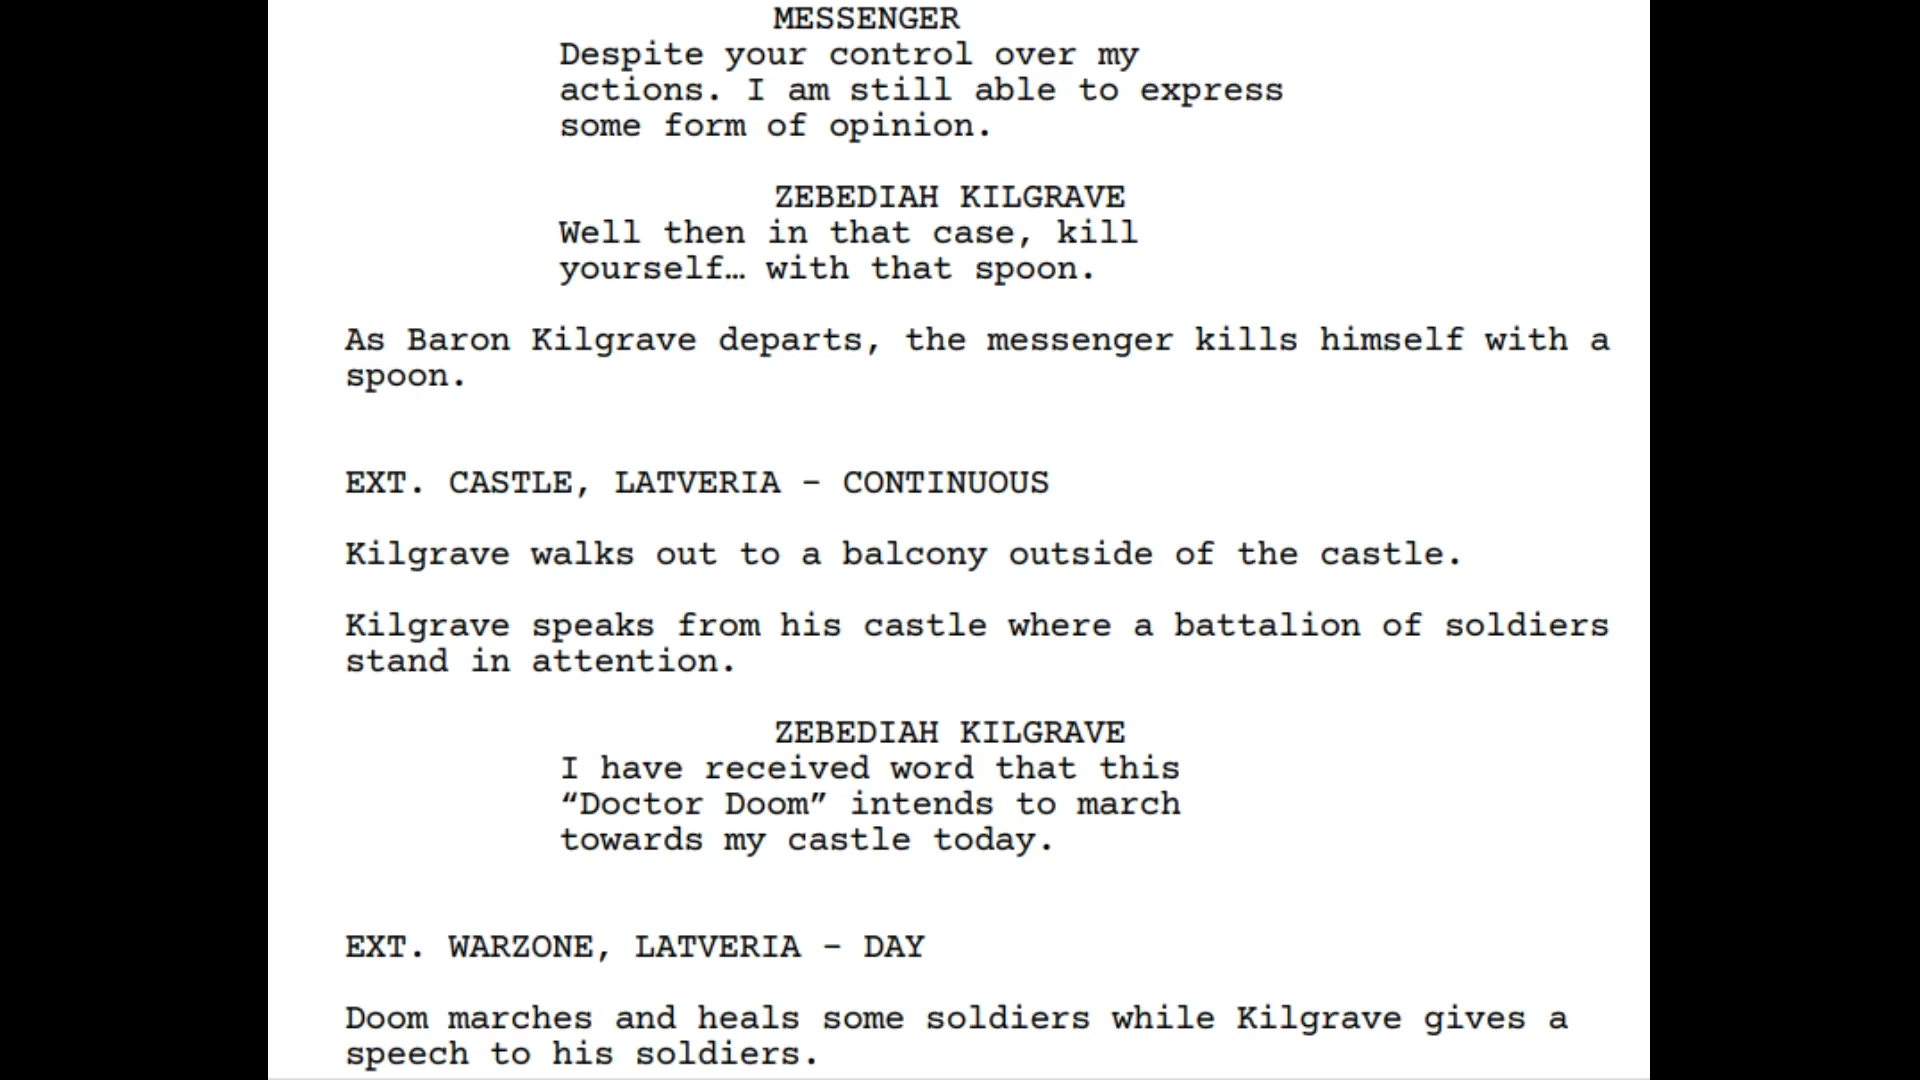 MESSENGER
Despite your control over my
actions. I am still able to express
some form of opinion.
ZEBEDIAH KILGRAVE
Well then in that case, kill
yourself… with that spoon.
As Baron Kilgrave departs, the messenger kills himself with a
spoon.
EXT. CASTLE, LATVERIA – CONTINUOUS
Kilgrave walks out to a balcony outside of the castle.
Kilgrave speaks from his castle where a battalion of soldiers
stand in attention.
ZEBEDIAH KILGRAVE
I have received word that this
“Doctor Doom” intends to march
towards my castle today.
EXT. WARZONE, LATVERIA – DAY
Doom marches and heals some soldiers while Kilgrave gives a
speech to his soldiers.